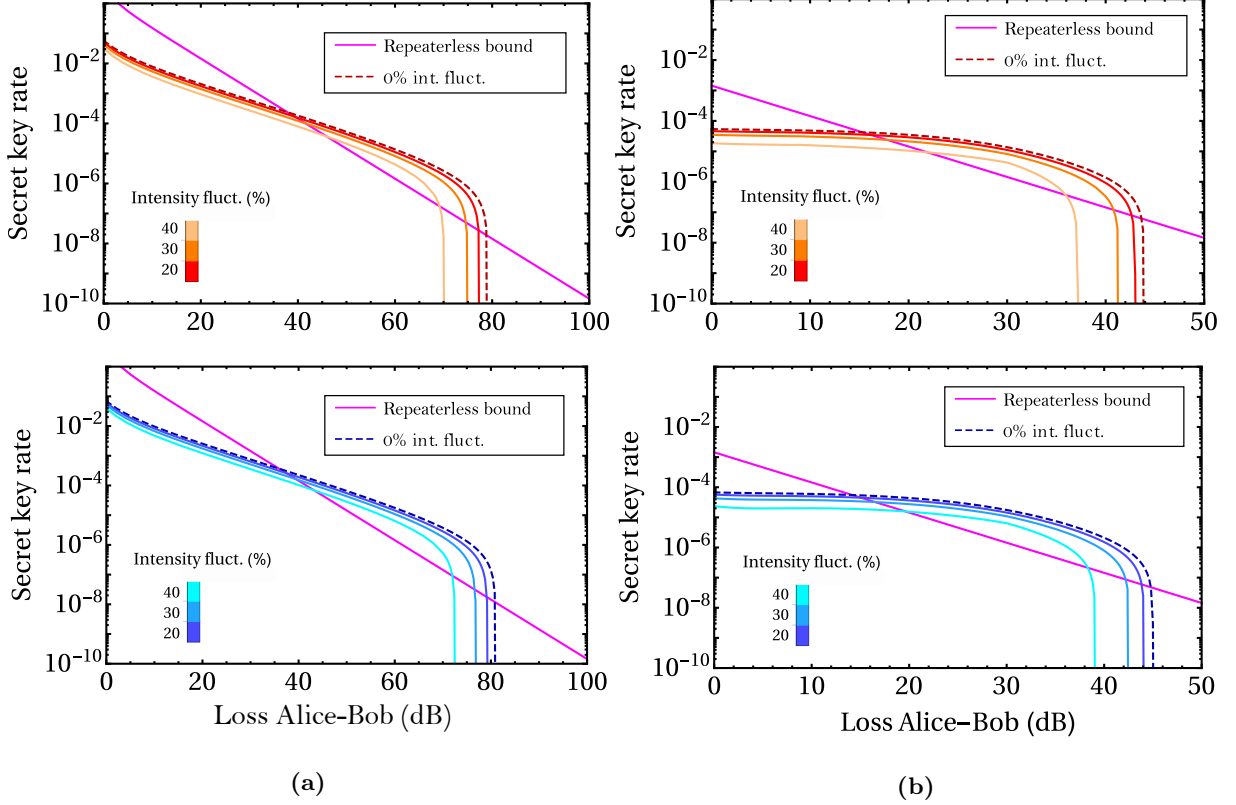 Secret key rate
10^−2
10^−4
10^−6
10^−8
10^−10
Repeaterless bound
0% int. fluct.
Intensity fluct. (%)
40
30
20
0 20 40 60 80 100
Secret key rate
10^−2
10^−4
10^−6
10^−8
10^−10
Repeaterless bound
0% int. fluct.
Intensity fluct. (%)
40
30
20
0 10 20 30 40 50
Secret key rate
10^−2
10^−4
10^−6
10^−8
10^−10
Repeaterless bound
0% int. fluct.
Intensity fluct. (%)
40
30
20
0 20 40 60 80 100
Loss Alice-Bob (dB)
Secret key rate
10^−2
10^−4
10^−6
10^−8
10^−10
Repeaterless bound
0% int. fluct.
Intensity fluct. (%)
40
30
20
0 10 20 30 40 50
Loss Alice−Bob (dB)
(a)
(b)